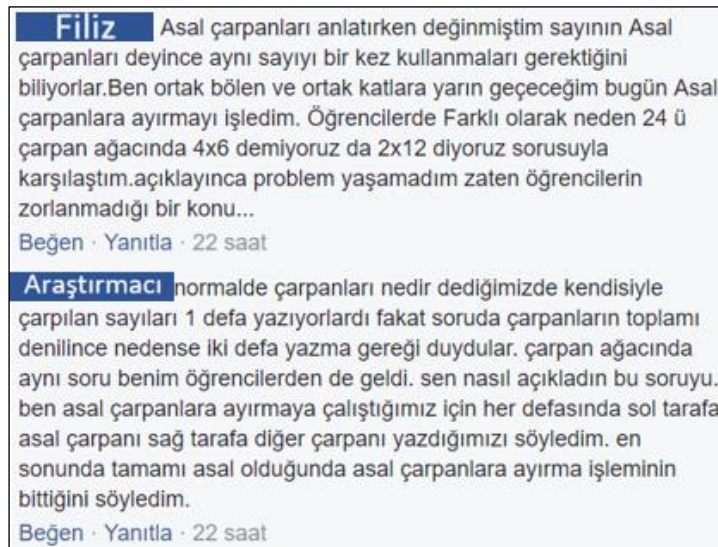 Filiz Asal çarpanları anlatırken değinmiştim sayının Asal
çarpanları deyince aynı sayıyı bir kez kullanmaları gerektiğini
biliyorlar.Ben ortak bölen ve ortak katlara yarın geçeceğim bugün Asal
çarpanlara ayırmayı işledim. Öğrencilerde Farklı olarak neden 24 ü
çarpan ağacında 4x6 demiyoruz da 2x12 diyoruz sorusuyla
karşılaştım.açıklayınca problem yaşamadım zaten öğrencilerin
zorlanmadığı bir konu...
Beğen · Yanıtla · 22 saat
Araştırmacı normalde çarpanları nedir dediğimizde kendisiyle
çarpılan sayıları 1 defa yazıyorlardı fakat soruda çarpanların toplamı
denilince nedense iki defa yazma gereği duydular. çarpan ağacında
aynı soru benim öğrencilerden de geldi. sen nasıl açıkladın bu soruyu.
ben asal çarpanlara ayırmaya çalıştığımız için her defasında sol tarafa
asal çarpanı sağ tarafa diğer çarpanı yazdığımızı söyledim. en
sonunda tamamı asal olduğunda asal çarpanlara ayırma işleminin
bittiğini söyledim.
Beğen · Yanıtla · 22 saat